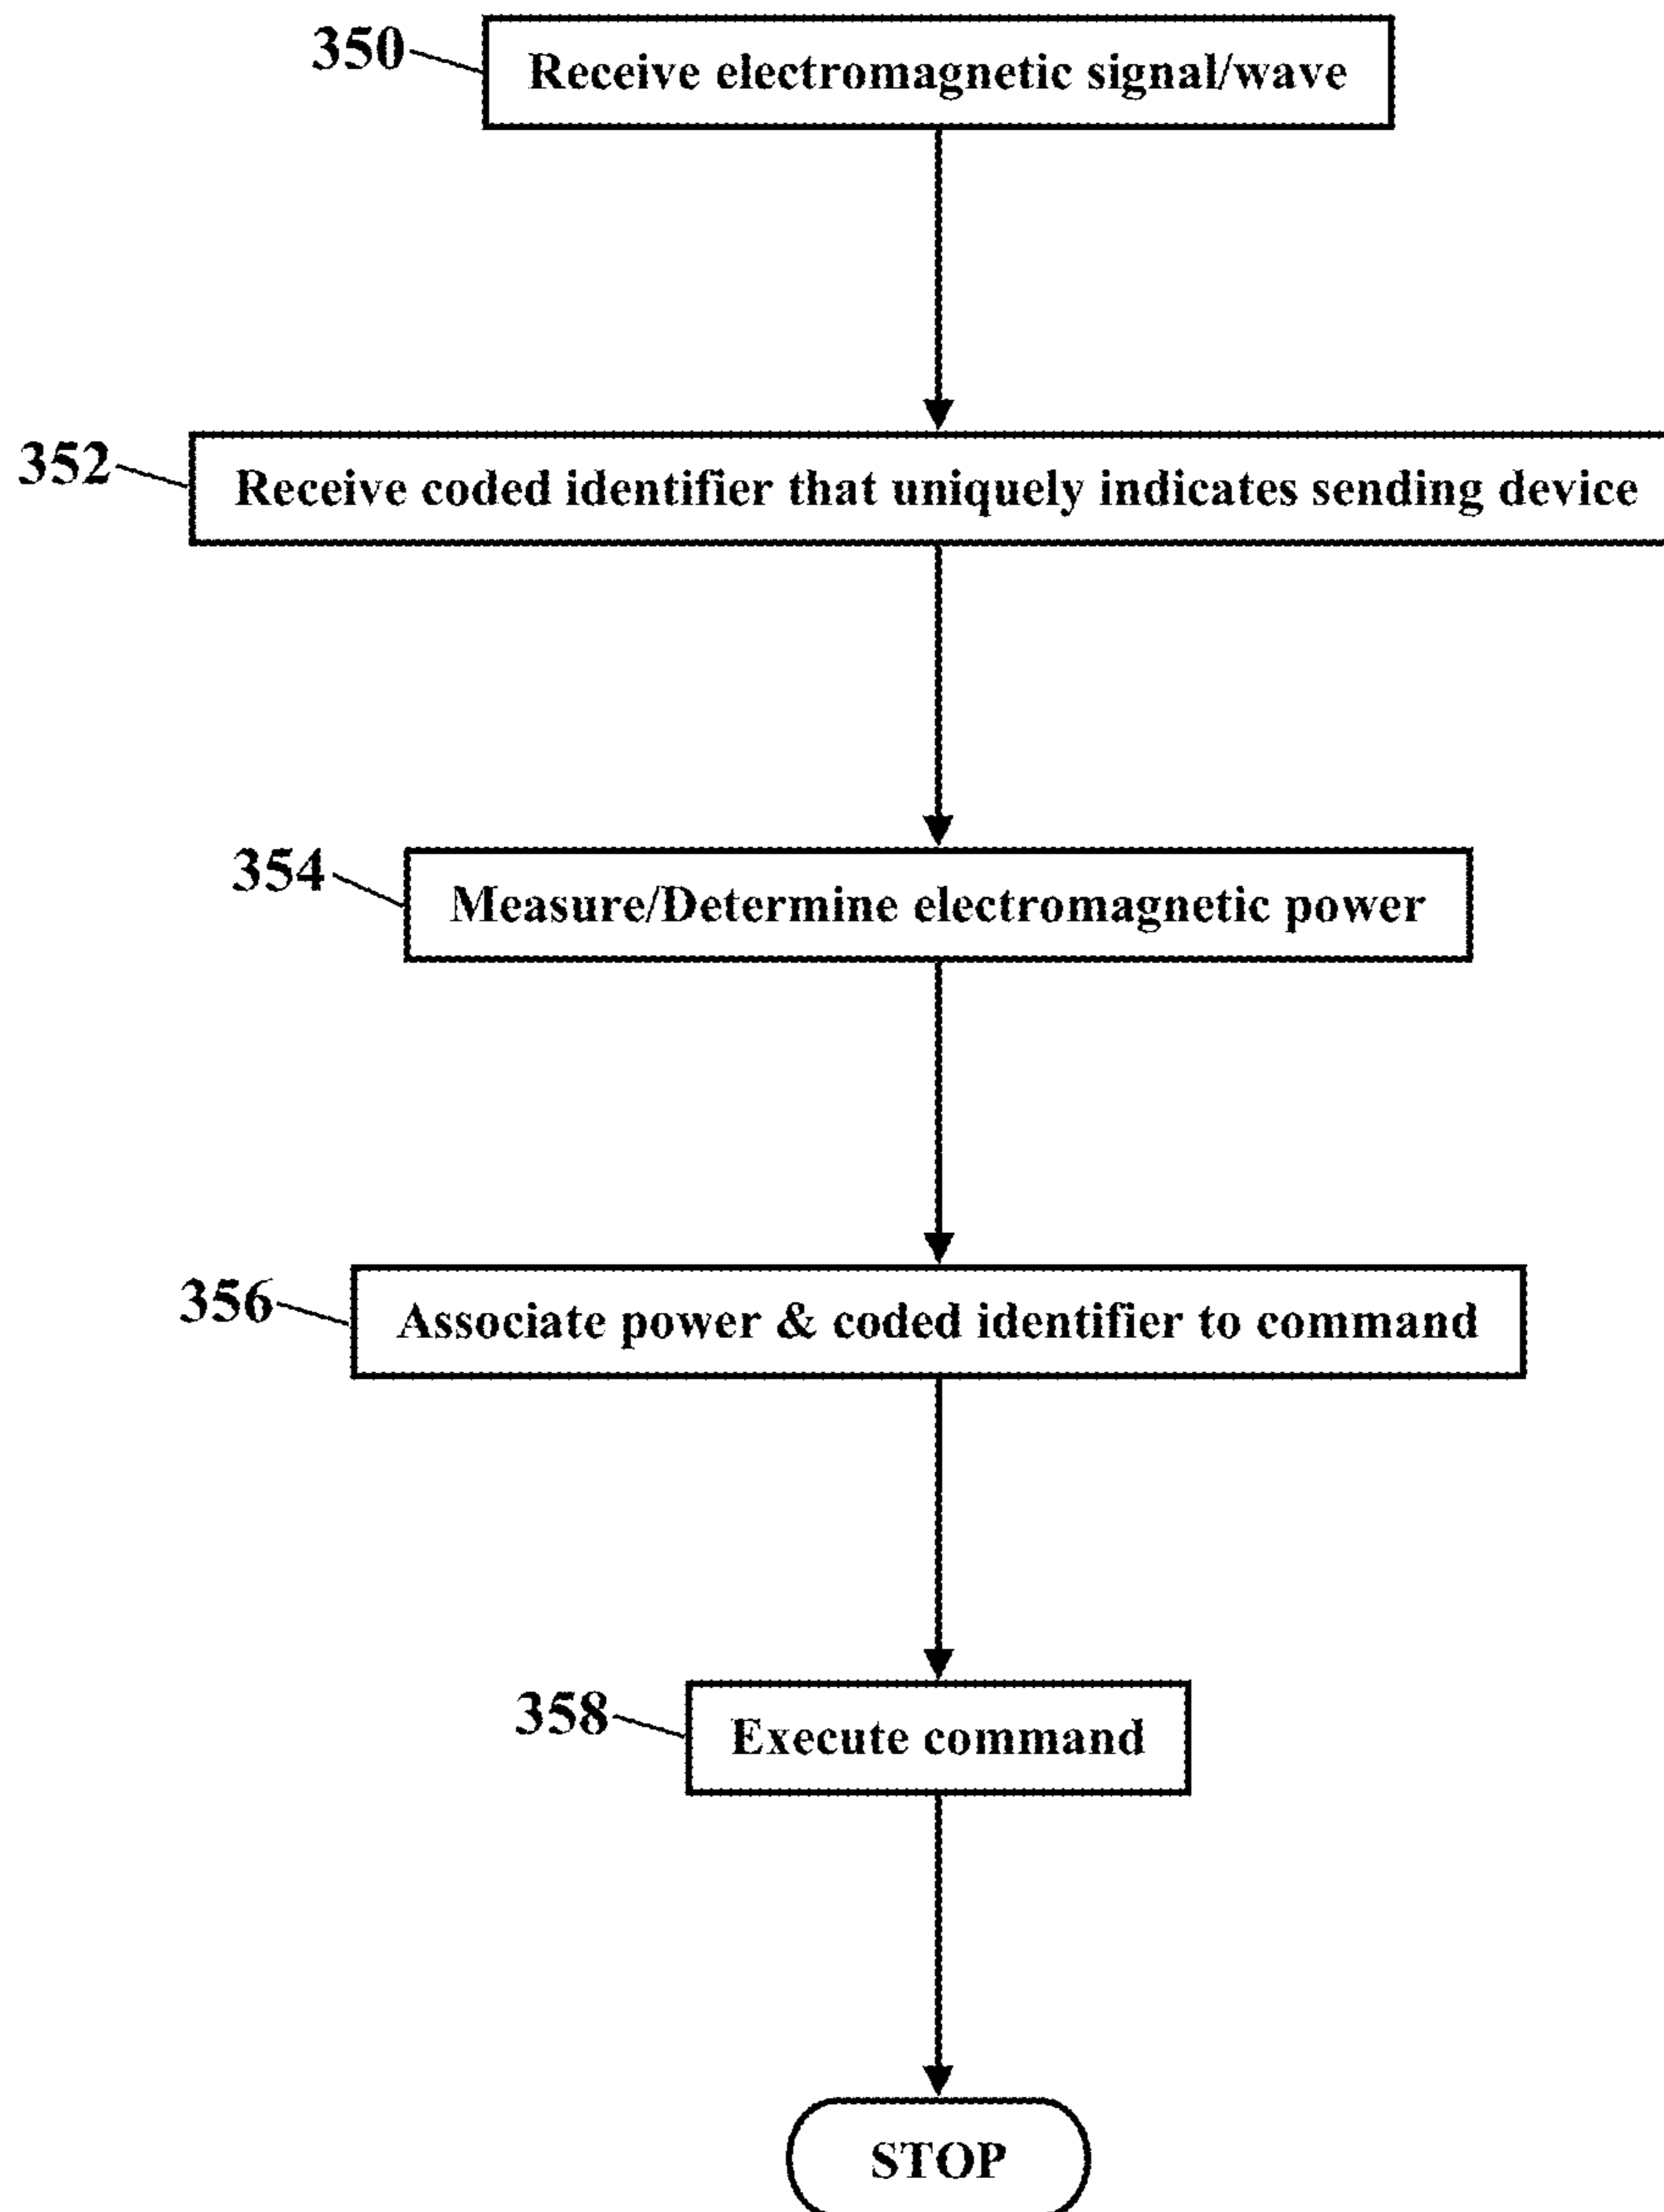 350
Receive electromagnetic signal/wave
352
Receive coded identifier that uniquely indicates sending device
354
Measure/Determine electromagnetic power
356
Associate power & coded identifier to command
358
Execute command
STOP